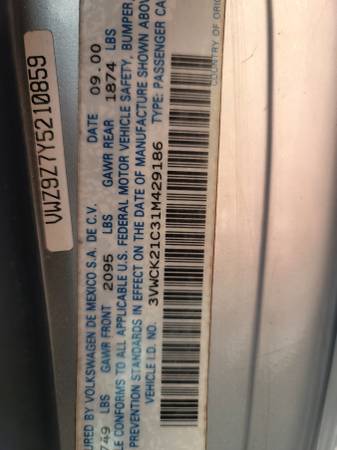 VWZ9Z7Y5210859
URED BY VOLKSWAGEN DE MEXICO S.A. DE C.V. DATE 09.00
749 LBS GAWR FRONT 2095 LBS GAWR REAR 1874 LBS
LE CONFORMS TO ALL APPLICABLE U.S. FEDERAL MOTOR VEHICLE SAFETY, BUMPER,
PREVENTION STANDARDS IN EFFECT ON THE DATE OF MANUFACTURE SHOWN ABOV
VEHICLE I.D. NO. 3VWCK21C31M429186 TYPE: PASSENGER CA
COUNTRY OF ORIGI